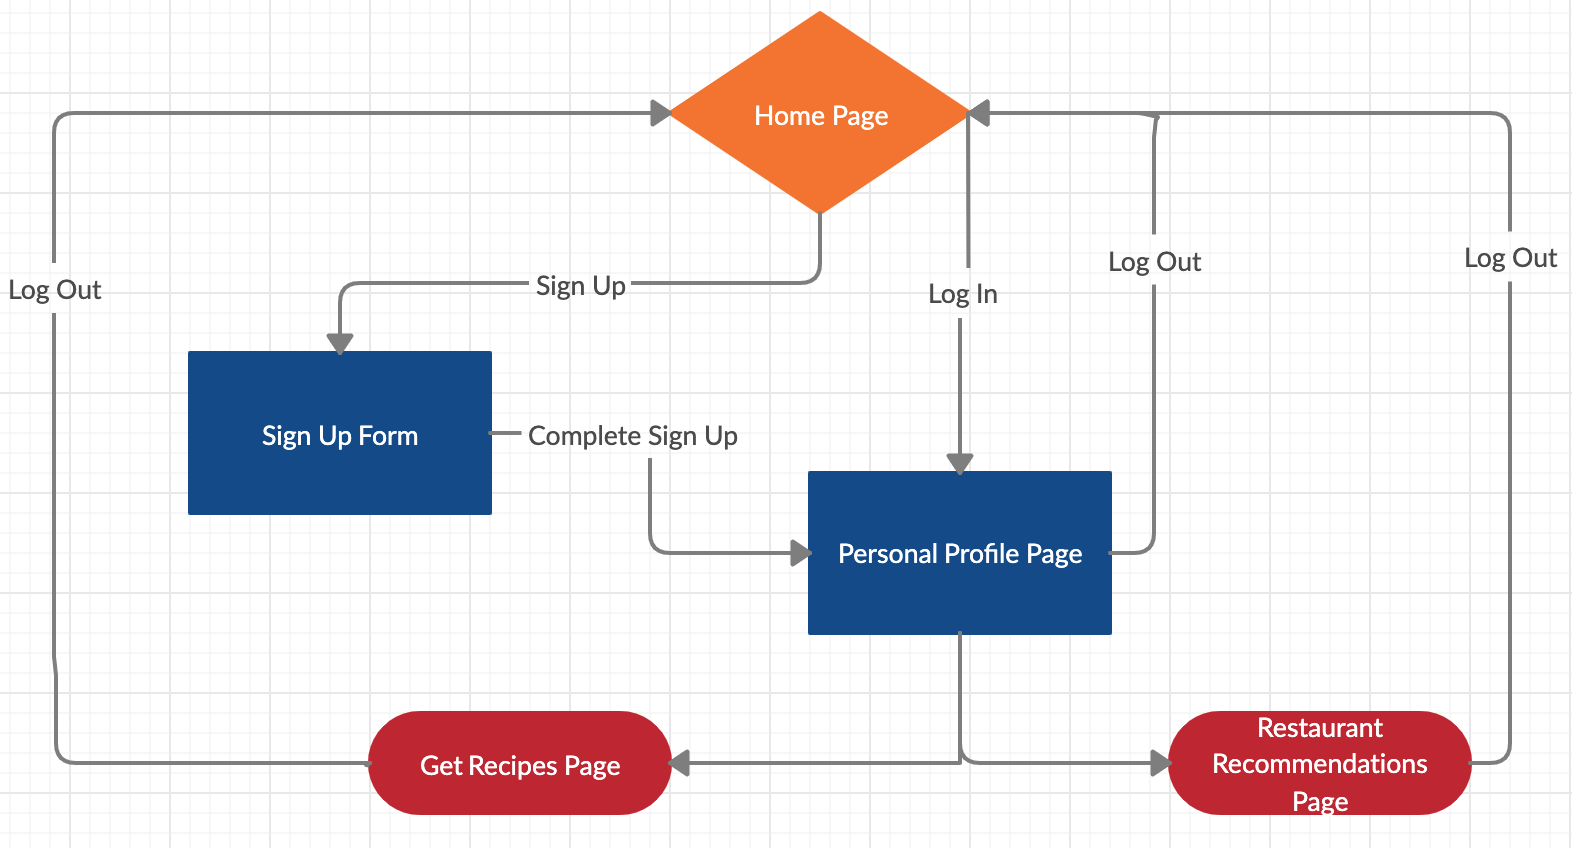 Home Page
Log Out
Sign Up
Log In
Log Out
Log Out
Sign Up Form
Complete Sign Up
Personal Profile Page
Get Recipes Page
Restaurant
Recommendations
Page